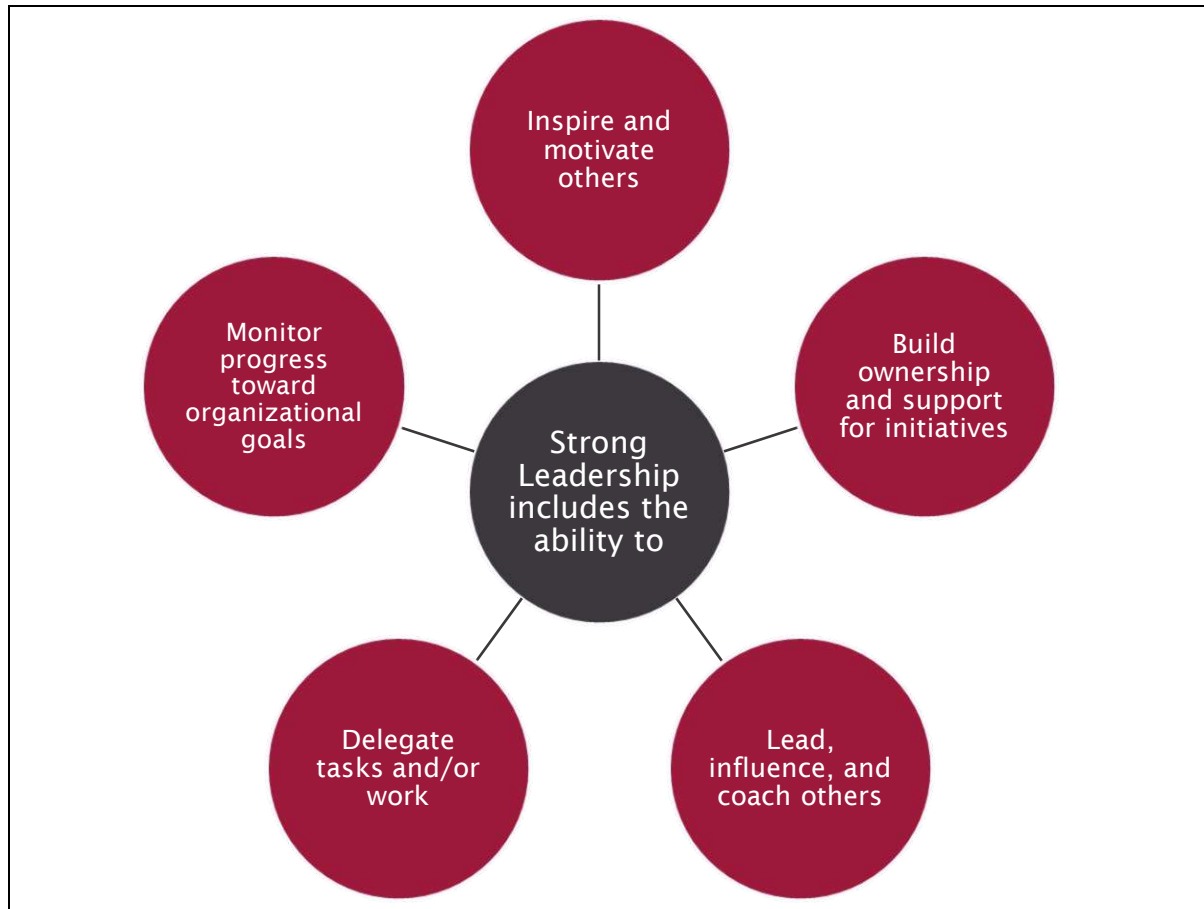 Inspire and
motivate
others
Build
ownership
and support
for initiatives
Lead,
influence, and
coach others
Delegate
tasks and/or
work
Monitor
progress
toward
organizational
goals
Strong
Leadership
includes the
ability to